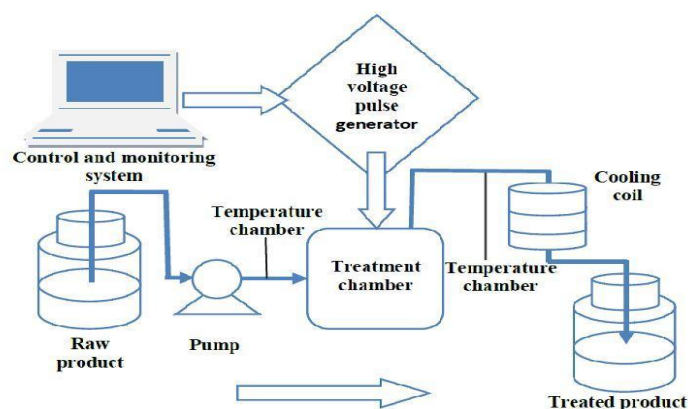 High
voltage
pulse
generator
Control and monitoring
system
Cooling
coil
Temperature
chamber
Treatment
chamber
Temperature
chamber
Raw
product
Pump
Treated product